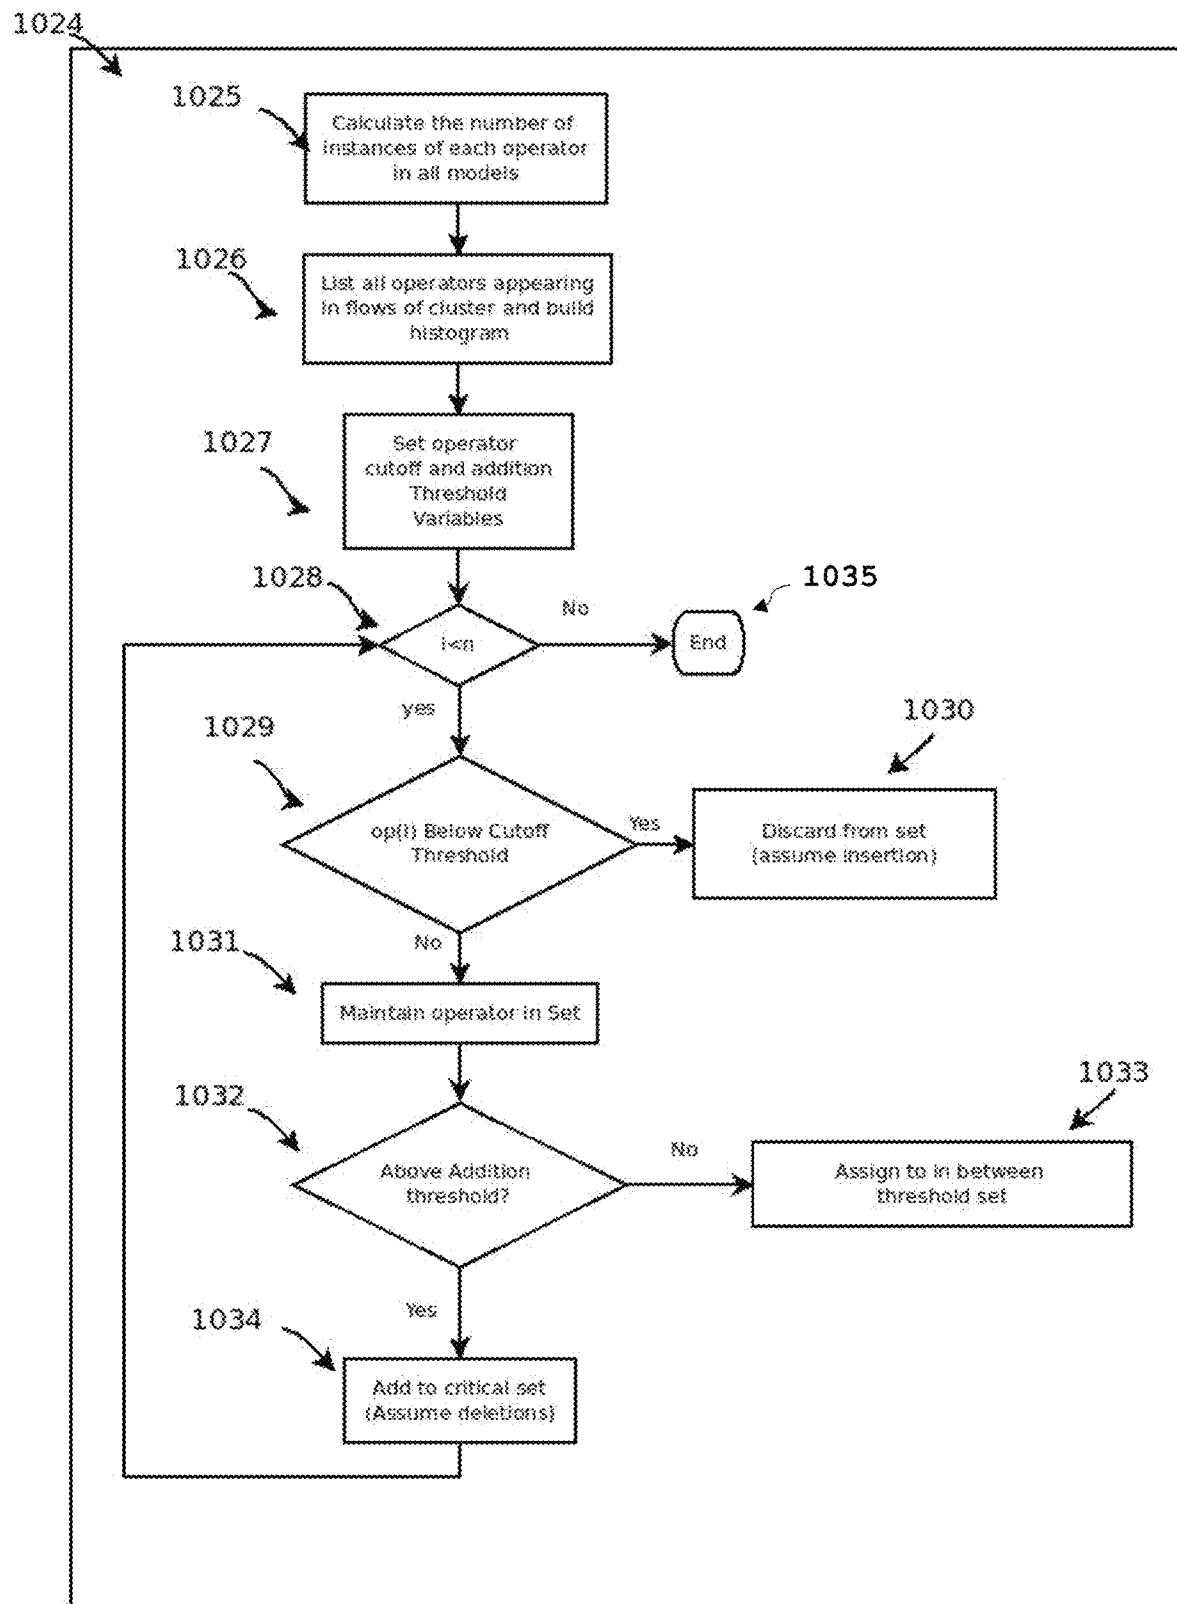 1024
1025
Calculate the number of
instances of each operator
in all models
1026
List all operators appearing
in flows of cluster and build
histogram
1027
Set operator
cutoff and addition
Threshold
Variables
1028
i<n
No
End
1035
yes
1029
op(i) Below Cutoff
Threshold
Yes
1030
Discard from set
(assume insertion)
No
1031
Maintain operator in Set
1032
Above Addition
threshold?
No
1033
Assign to in between
threshold set
Yes
1034
Add to critical set
(Assume deletions)